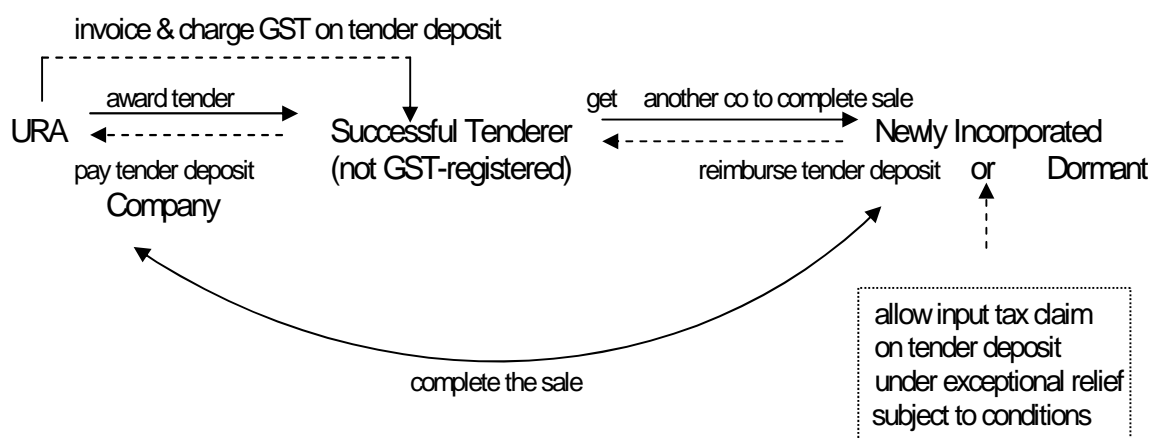 invoice & charge GST on tender deposit
award tender
get another co to complete sale
URA Successful Tenderer Newly Incorporated
(not GST-registered)
pay tender deposit reimburse tender deposit or Dormant
Company
allow input tax claim
on tender deposit
under exceptional relief
subject to conditions
complete the sale